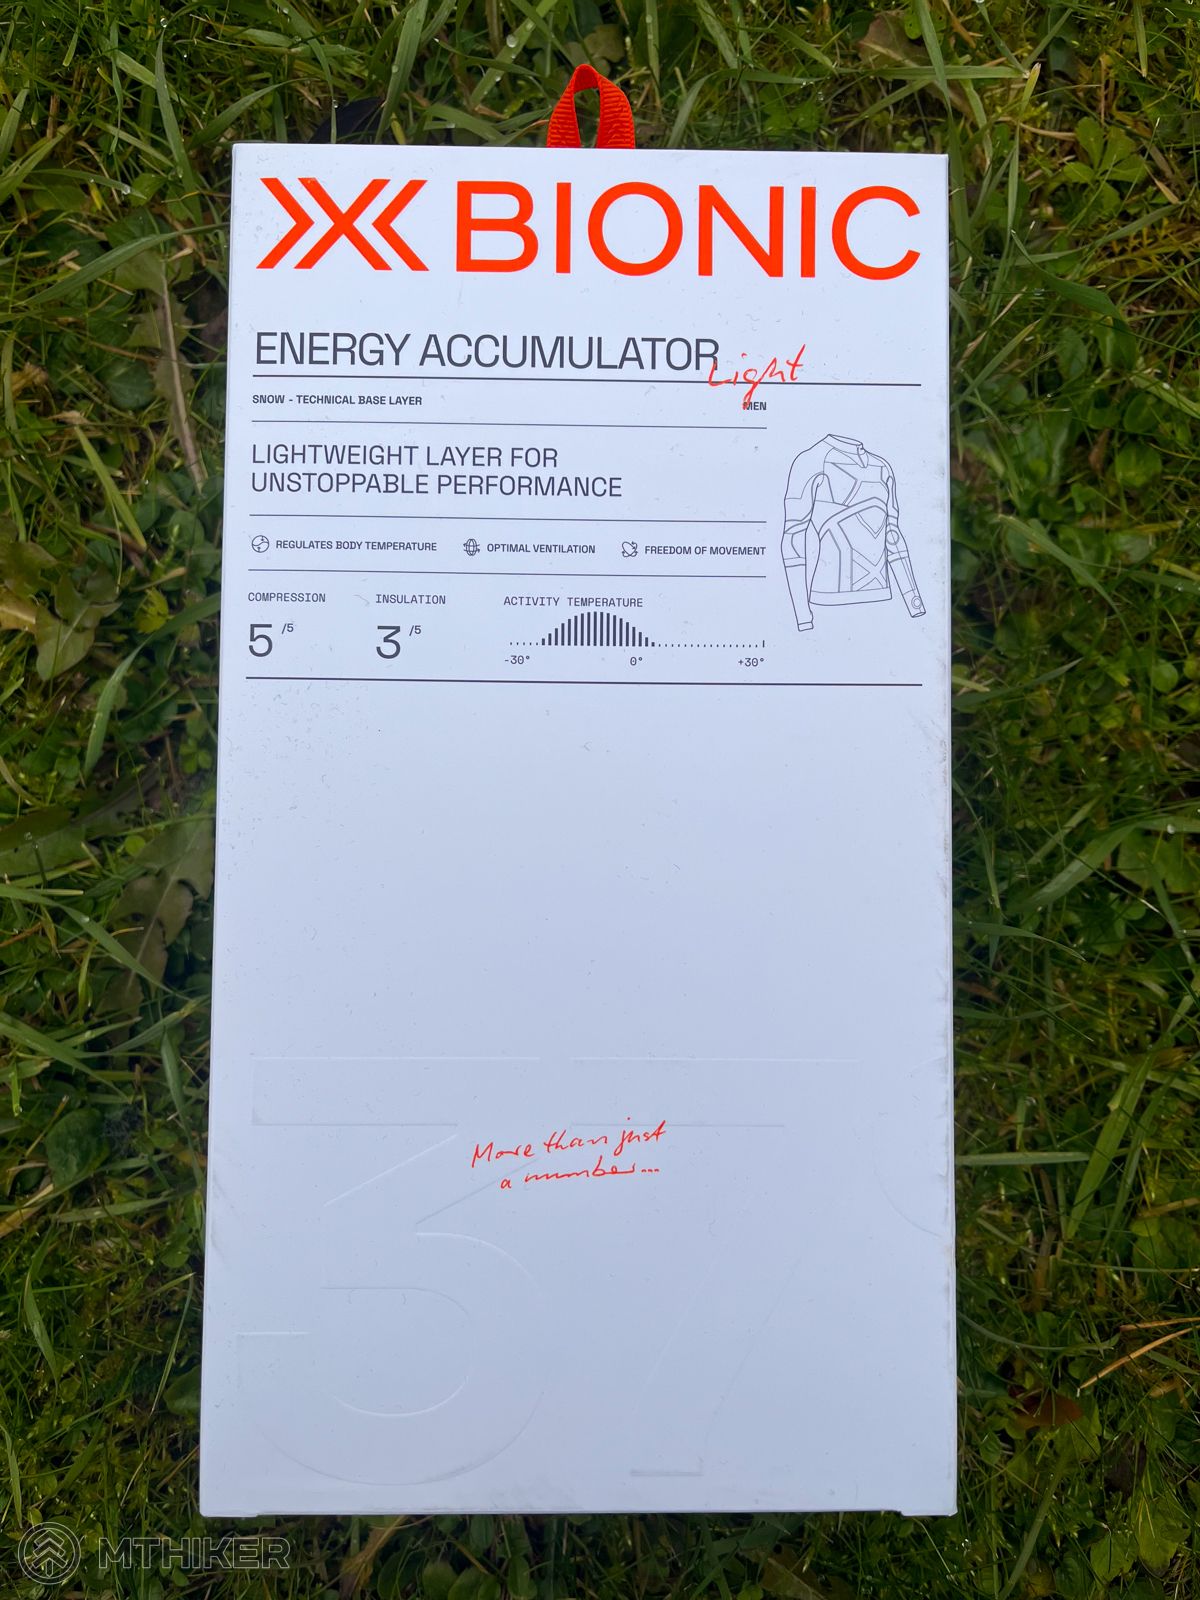 X BIONIC
ENERGY ACCUMULATOR Light
SNOW - TECHNICAL BASE LAYER
MEN
LIGHTWEIGHT LAYER FOR
UNSTOPPABLE PERFORMANCE
REGULATES BODY TEMPERATURE
OPTIMAL VENTILATION
FREEDOM OF MOVEMENT
COMPRESSION
5 /5
INSULATION
3 /5
ACTIVITY TEMPERATURE
-30° 0° +30°
37°
More than just
a number...
MTHIKER